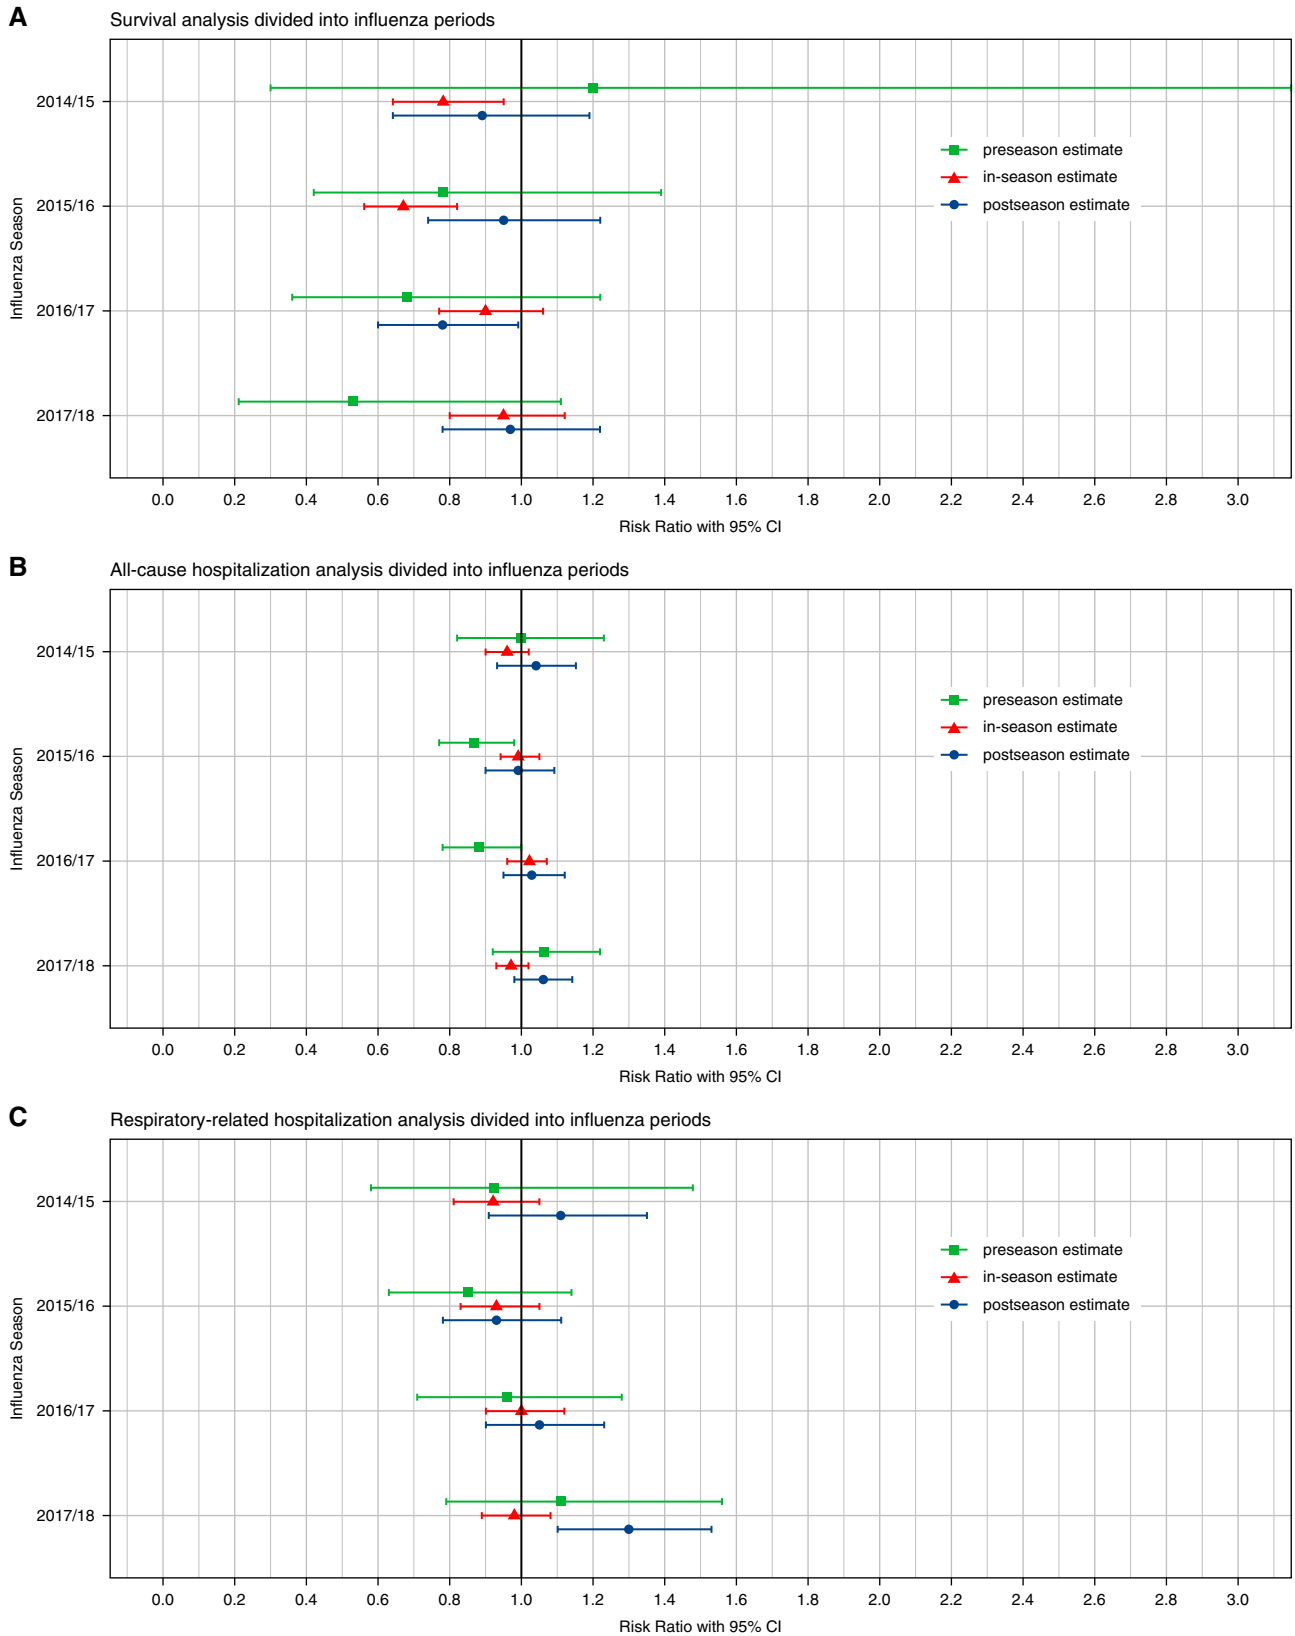 A
Survival analysis divided into influenza periods
Influenza Season
2014/15
2015/16
2016/17
2017/18
preseason estimate
in-season estimate
postseason estimate
0.0 0.2 0.4 0.6 0.8 1.0 1.2 1.4 1.6 1.8 2.0 2.2 2.4 2.6 2.8 3.0
Risk Ratio with 95% CI
B
All-cause hospitalization analysis divided into influenza periods
Influenza Season
2014/15
2015/16
2016/17
2017/18
preseason estimate
in-season estimate
postseason estimate
0.0 0.2 0.4 0.6 0.8 1.0 1.2 1.4 1.6 1.8 2.0 2.2 2.4 2.6 2.8 3.0
Risk Ratio with 95% CI
C
Respiratory-related hospitalization analysis divided into influenza periods
Influenza Season
2014/15
2015/16
2016/17
2017/18
preseason estimate
in-season estimate
postseason estimate
0.0 0.2 0.4 0.6 0.8 1.0 1.2 1.4 1.6 1.8 2.0 2.2 2.4 2.6 2.8 3.0
Risk Ratio with 95% CI